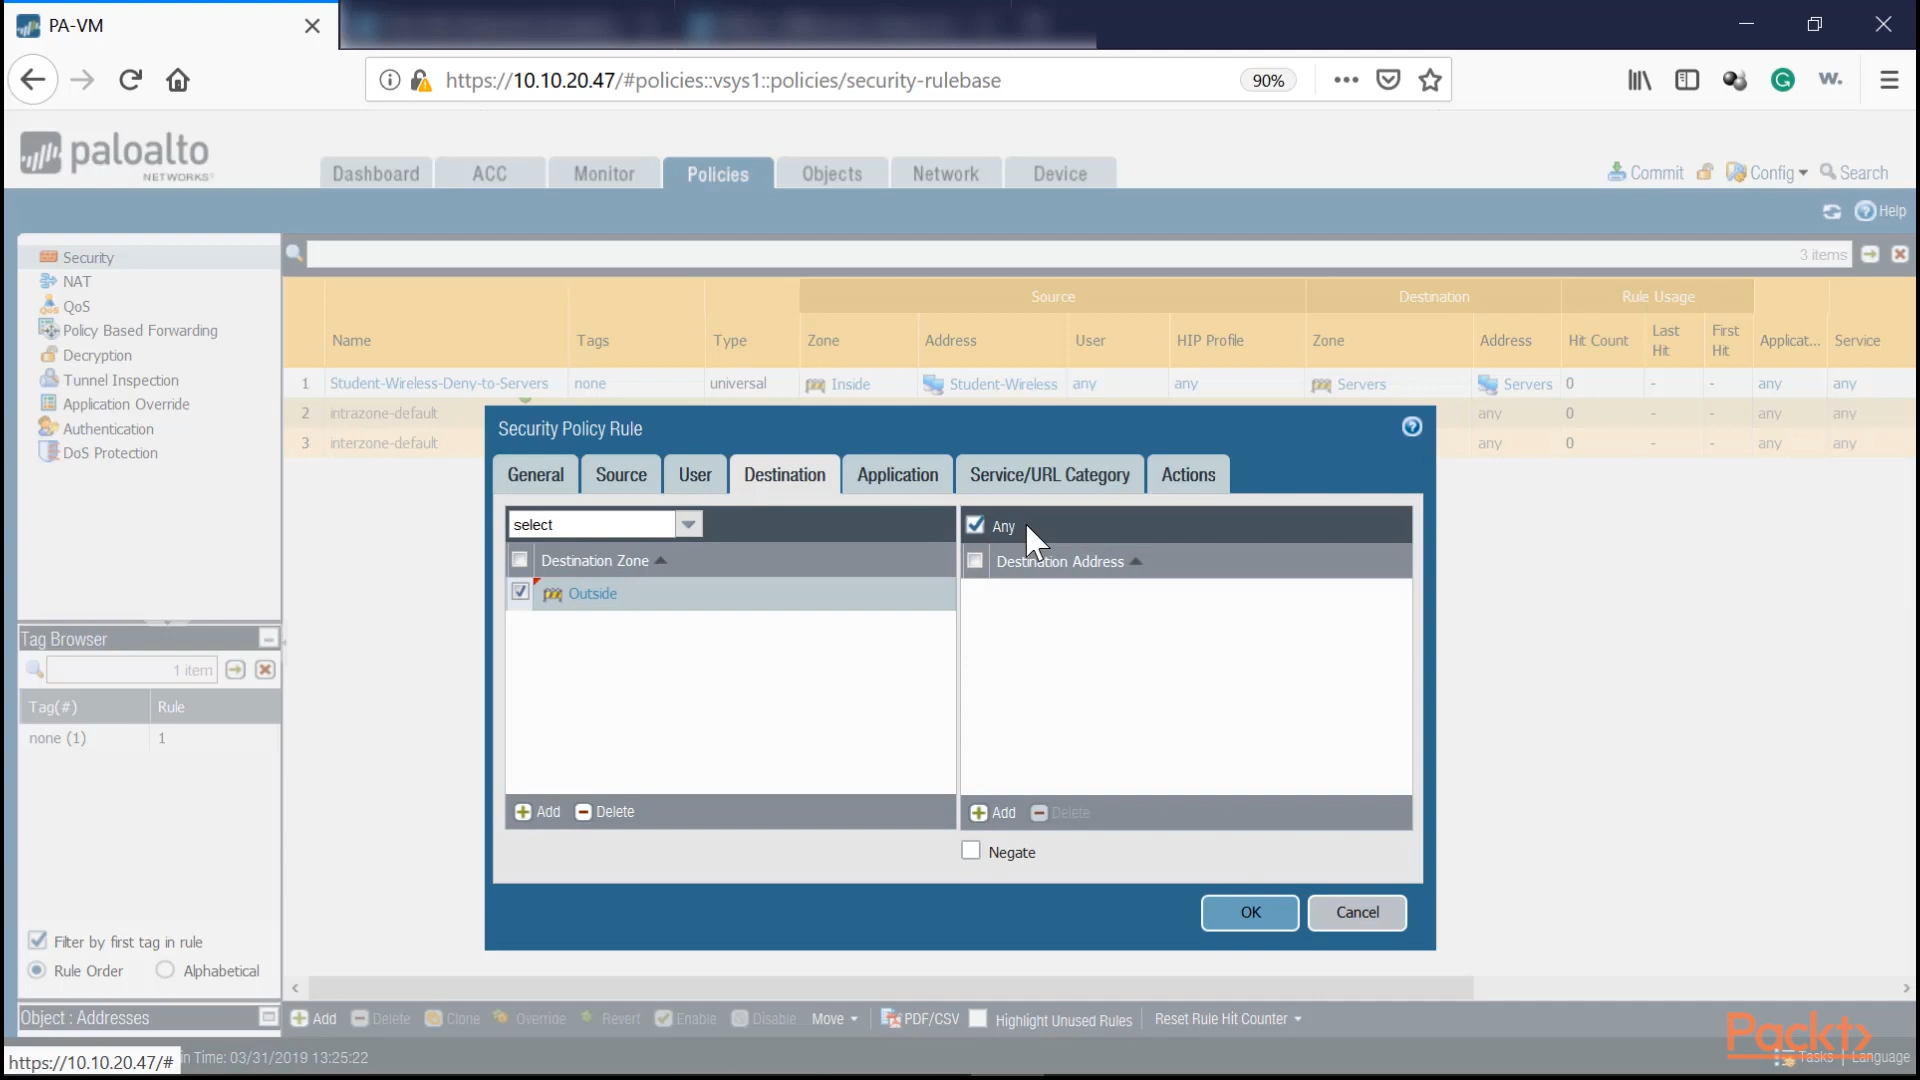 PA-VM
https://10.10.20.47/#policies::vsys1::policies/security-rulebase
90%
w.
paloalto
NETWORKS
Dashboard
ACC
Monitor
Policies
Objects
Network
Device
Commit
Config
Search
Help
Security
NAT
QoS
Policy Based Forwarding
Decryption
Tunnel Inspection
Application Override
Authentication
DoS Protection
3 items
Source
Destination
Rule Usage
Name
Tags
Type
Zone
Address
User
HIP Profile
Zone
Address
Hit Count
Last Hit
First Hit
Applicat...
Service
1 Student-Wireless-Deny-to-Servers none universal Inside Student-Wireless any any Servers Servers 0 - - any any
2 intrazone-default any 0 - - any any
3 interzone-default any 0 - - any any
Security Policy Rule
General
Source
User
Destination
Application
Service/URL Category
Actions
select
Any
Destination Zone
Destination Address
Outside
Add
Delete
Add
Delete
Negate
OK
Cancel
Tag Browser
1 item
Tag(#)
Rule
none (1)
1
Filter by first tag in rule
Rule Order
Alphabetical
Object : Addresses
Add
Delete
Clone
Override
Revert
Enable
Disable
Move
PDF/CSV
Highlight Unused Rules
Reset Rule Hit Counter
https://10.10.20.47/#
in Time: 03/31/2019 13:25:22
Packt>
Tasks
Language